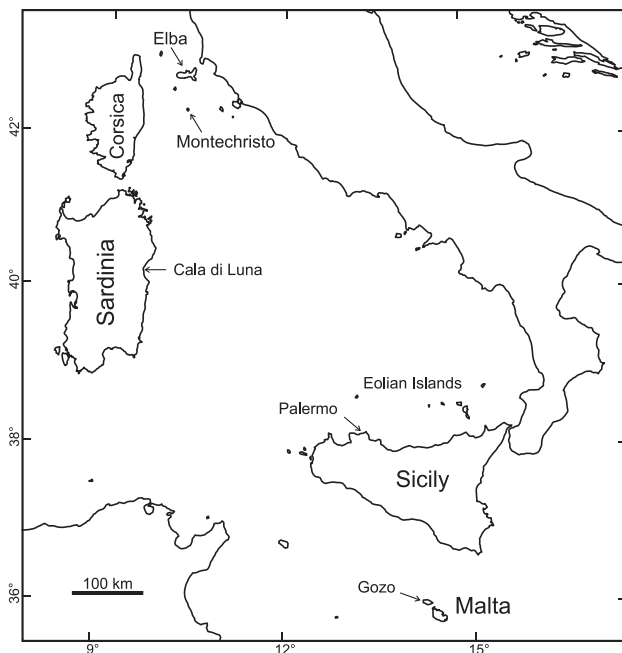 Elba
42°
Corsica
Montechristo
Sardinia
Cala di Luna
40°
Eolian Islands
Palermo
38°
Sicily
100 km
36°
Gozo
Malta
9°
12°
15°